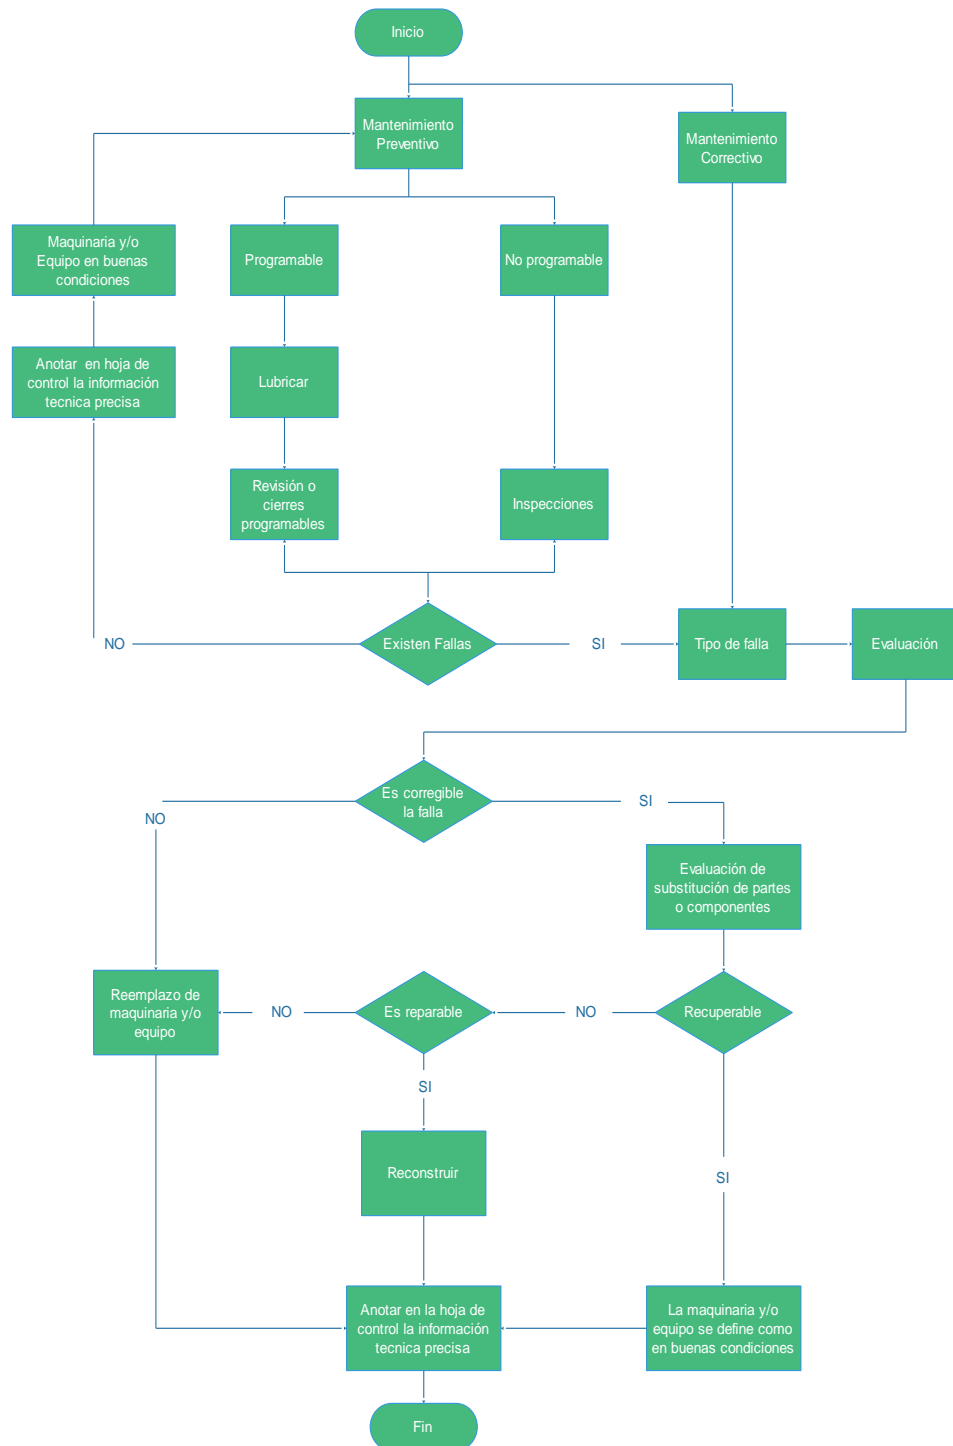 Inicio
Mantenimiento
Preventivo
Mantenimiento
Correctivo
Maquinaria y/o
Equipo en buenas
condiciones
Programable
No programable
Anotar en hoja de
control la información
tecnica precisa
Lubricar
Revisión o
cierres
programables
Inspecciones
NO
Existen Fallas
SI
Tipo de falla
Evaluación
Es corregible
la falla
NO
SI
Evaluación de
substitución de partes
o componentes
Reemplazo de
maquinaria y/o
equipo
NO
Es reparable
NO
Recuperable
SI
Reconstruir
SI
Anotar en la hoja de
control la información
tecnica precisa
La maquinaria y/o
equipo se define como
en buenas condiciones
Fin